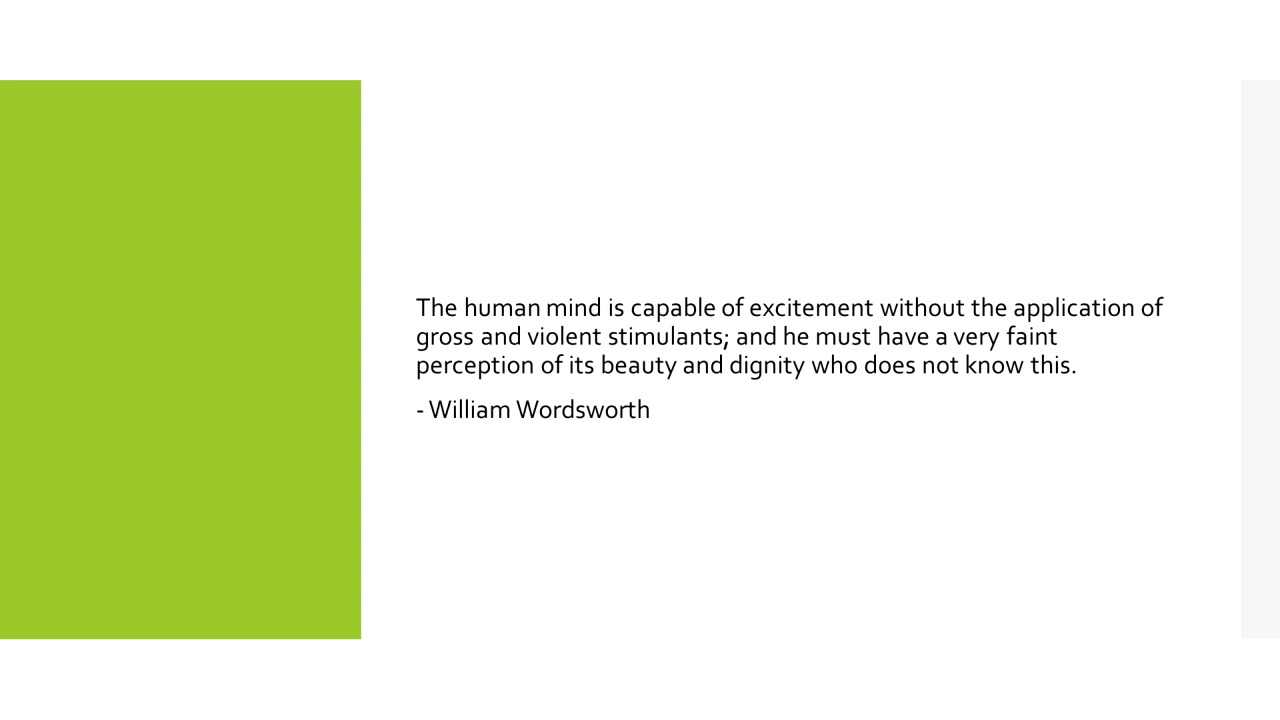 The human mind is capable of excitement without the application of
gross and violent stimulants; and he must have a very faint
perception of its beauty and dignity who does not know this.
- William Wordsworth